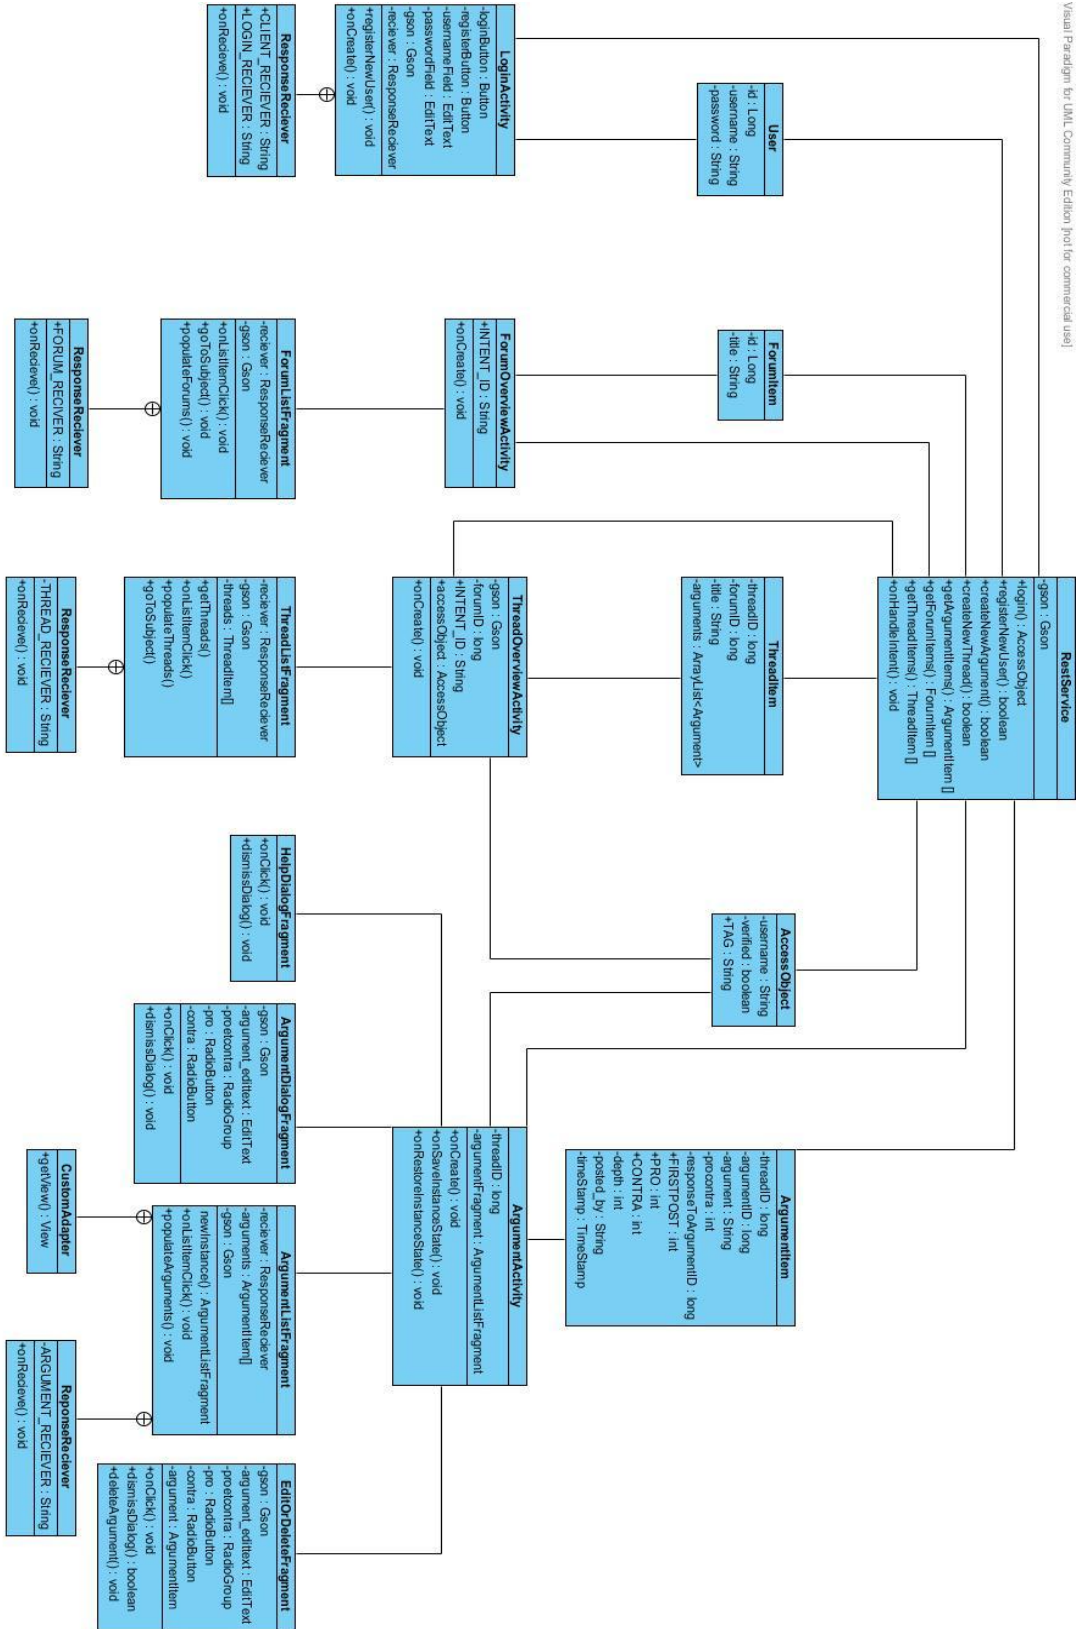 Visual Paradigm for UML Community Edition [not for commercial use]
RestService
-gson : Gson
+login() : AccessObject
+registerNewUser() : boolean
+createNewArgument() : boolean
+createNewThread() : boolean
+getArgumentItems() : ArgumentItem []
+getForumItems() : ForumItem []
+getThreadItems() : ThreadItem []
+onHandleIntent() : void
User
-id : Long
-username : String
-password : String
ForumItem
-id : Long
-title : String
ThreadItem
-threadID : long
-forumID : long
-title : String
-arguments : ArrayList<Argument>
AccessObject
-username : String
-verified : boolean
+TAG : String
ArgumentItem
-threadID : long
-argumentID : long
-argument : String
-procontra : int
-responseToArgumentID : long
+FIRSTPOST : int
+PRO : int
+CONTRA : int
-depth : int
-posted_by : String
-timeStamp : TimeStamp
LoginActivity
-loginButton : Button
-registerButton : Button
-usernameField : EditText
-passwordField : EditText
-gson : Gson
-reciever : ResponseReciever
+registerNewUser() : void
+onCreate() : void
ForumOverviewActivity
+INTENT_ID : String
+onCreate() : void
ThreadOverviewActivity
-gson : Gson
-forumID : long
+INTENT_ID : String
+accessObject : AccessObject
+onCreate() : void
ArgumentActivity
-threadID : long
-argumentFragment : ArgumentListFragment
+onCreate() : void
+onSaveInstanceState() : void
+onRestoreInstanceState() : void
ResponseReciever
+CLIENT_RECIEVER : String
+LOGIN_RECIEVER : String
+onRecieve() : void
ForumListFragment
-reciever : ResponseReciever
-gson : Gson
+onListItemClick() : void
+goToSubject() : void
+populateForums() : void
ThreadListFragment
-reciever : ResponseReciever
-gson : Gson
-threads : ThreadItem[]
+getThreads()
+onListItemClick()
+populateThreads()
+goToSubject()
HelpDialogFragment
+onClick() : void
+dismissDialog() : void
ArgumentDialogFragment
-gson : Gson
-argument_edittext : EditText
-proetcontra : RadioGroup
-pro : RadioButton
-contra : RadioButton
+onClick() : void
+dismissDialog() : void
ArgumentListFragment
-reciever : ResponseReciever
-arguments : ArgumentItem[]
-gson : Gson
newInstance() : ArgumentListFragment
+onListItemClick() : void
+populateArguments() : void
EditOrDeleteFragment
-gson : Gson
-argument_edittext : EditText
-proetcontra : RadioGroup
-pro : RadioButton
-contra : RadioButton
-argument : ArgumentItem
+onClick() : void
+dismissDialog() : boolean
+deleteArgument() : void
ResponseReciever
+FORUM_RECIVER : String
+onRecieve() : void
ResponseReciever
-THREAD_RECIEVER : String
+onRecieve() : void
CustomAdapter
+getView() : View
ReponseReciever
-ARGUMENT_RECIEVER : String
+onRecieve() : void